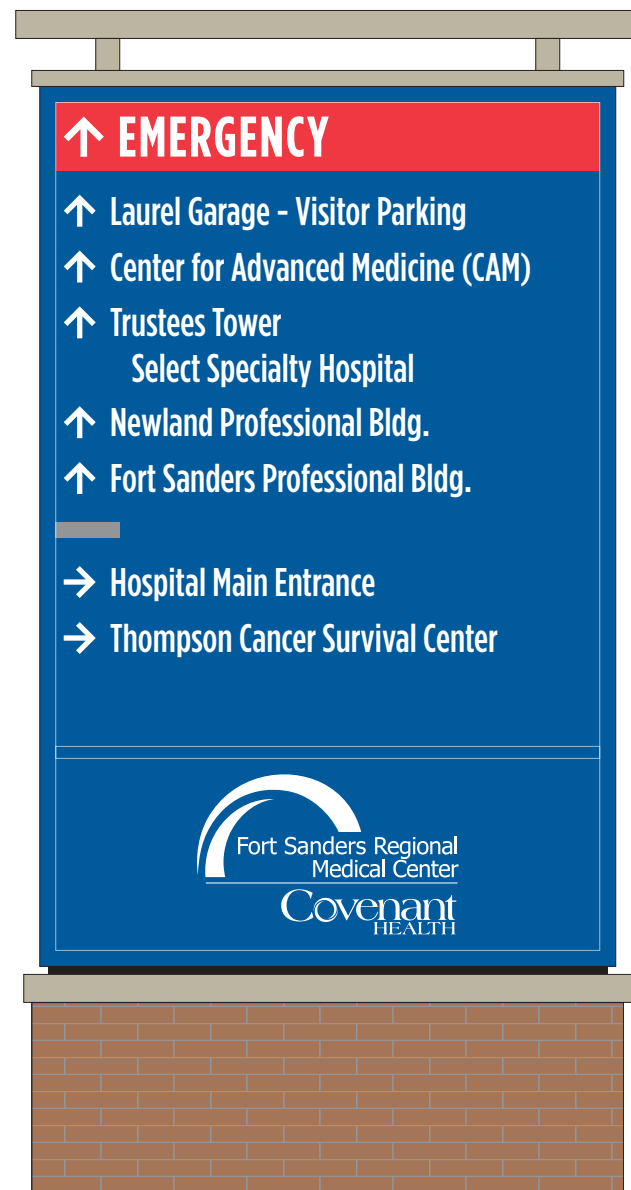 ↑ EMERGENCY
↑ Laurel Garage - Visitor Parking
↑ Center for Advanced Medicine (CAM)
↑ Trustees Tower
Select Specialty Hospital
↑ Newland Professional Bldg.
↑ Fort Sanders Professional Bldg.
→ Hospital Main Entrance
→ Thompson Cancer Survival Center
Fort Sanders Regional
Medical Center
Covenant
HEALTH